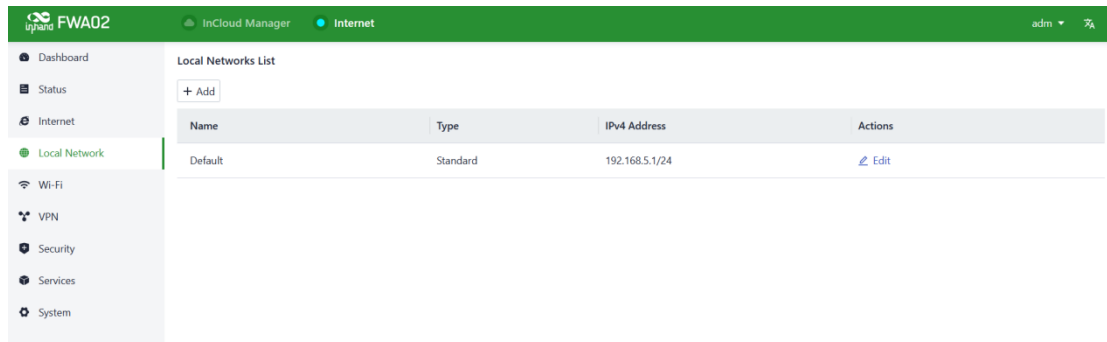 inhand FWA02 InCloud Manager Internet adm
Dashboard
Status
Internet
Local Network
Wi-Fi
VPN
Security
Services
System
Local Networks List
+ Add
Name Type IPv4 Address Actions
Default Standard 192.168.5.1/24 Edit